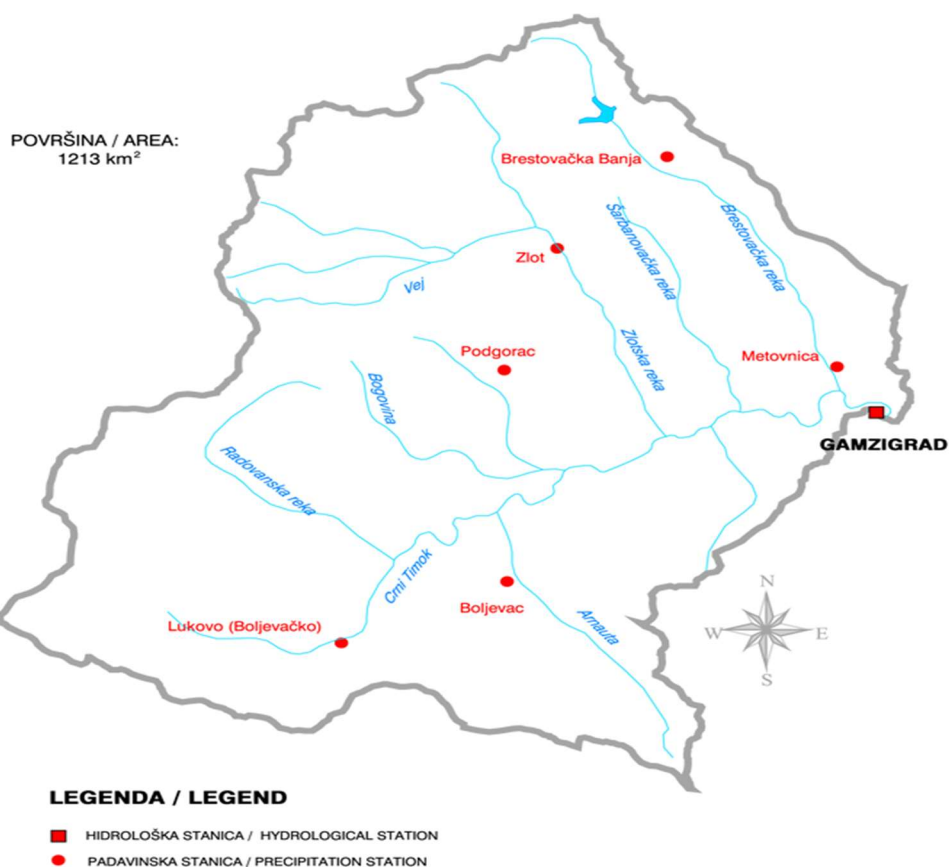 POVRŠINA / AREA:
1213 km²
Brestovačka Banja
Šarbanovačka reka
Brestovačka reka
Zlot
Vej
Zlotska reka
Podgorac
Metovnica
Bogovina
GAMZIGRAD
Radovanska reka
Crni Timok
N
Boljevac
Arnauta
Lukovo (Boljevačko)
W
E
S
LEGENDA / LEGEND
HIDROLOŠKA STANICA / HYDROLOGICAL STATION
PADAVINSKA STANICA / PRECIPITATION STATION